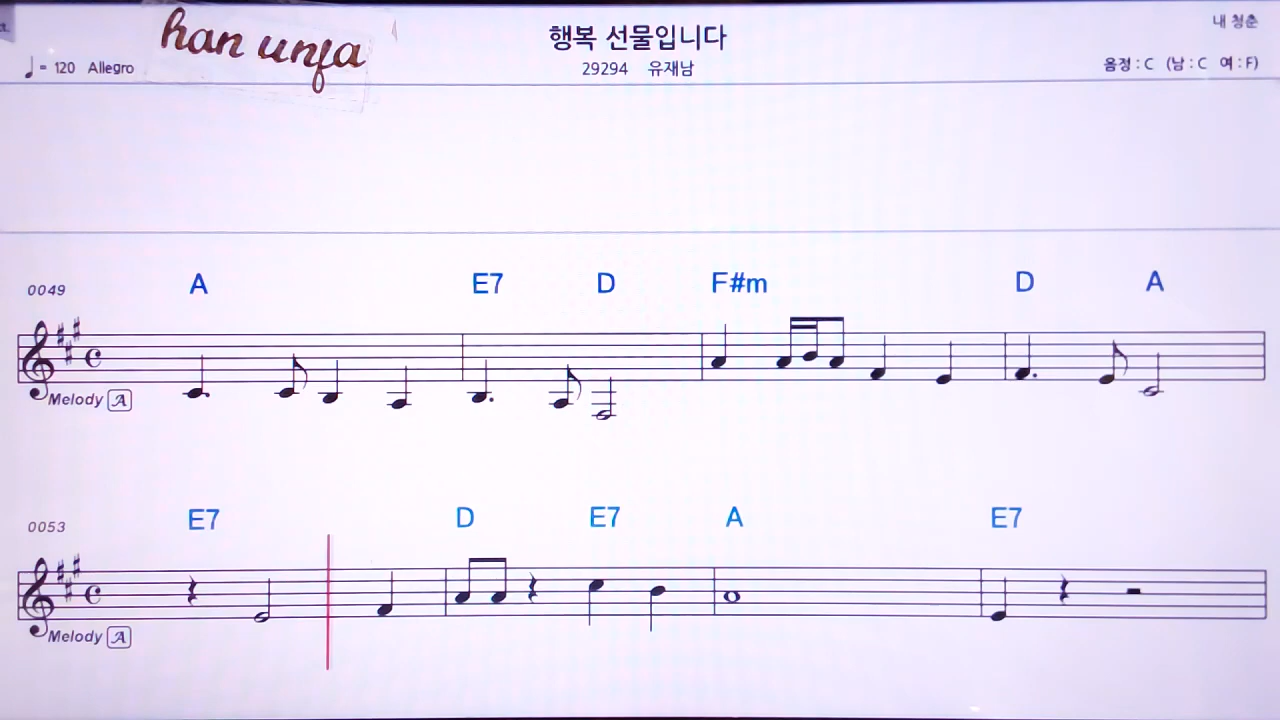 han unfa
행복 선물입니다
내 청춘
♩= 120 Allegro
29294 유재남
음정 : C (남 : C 여 : F)
0049 A E7 D F#m D A
Melody A
0053 E7 D E7 A E7
Melody A